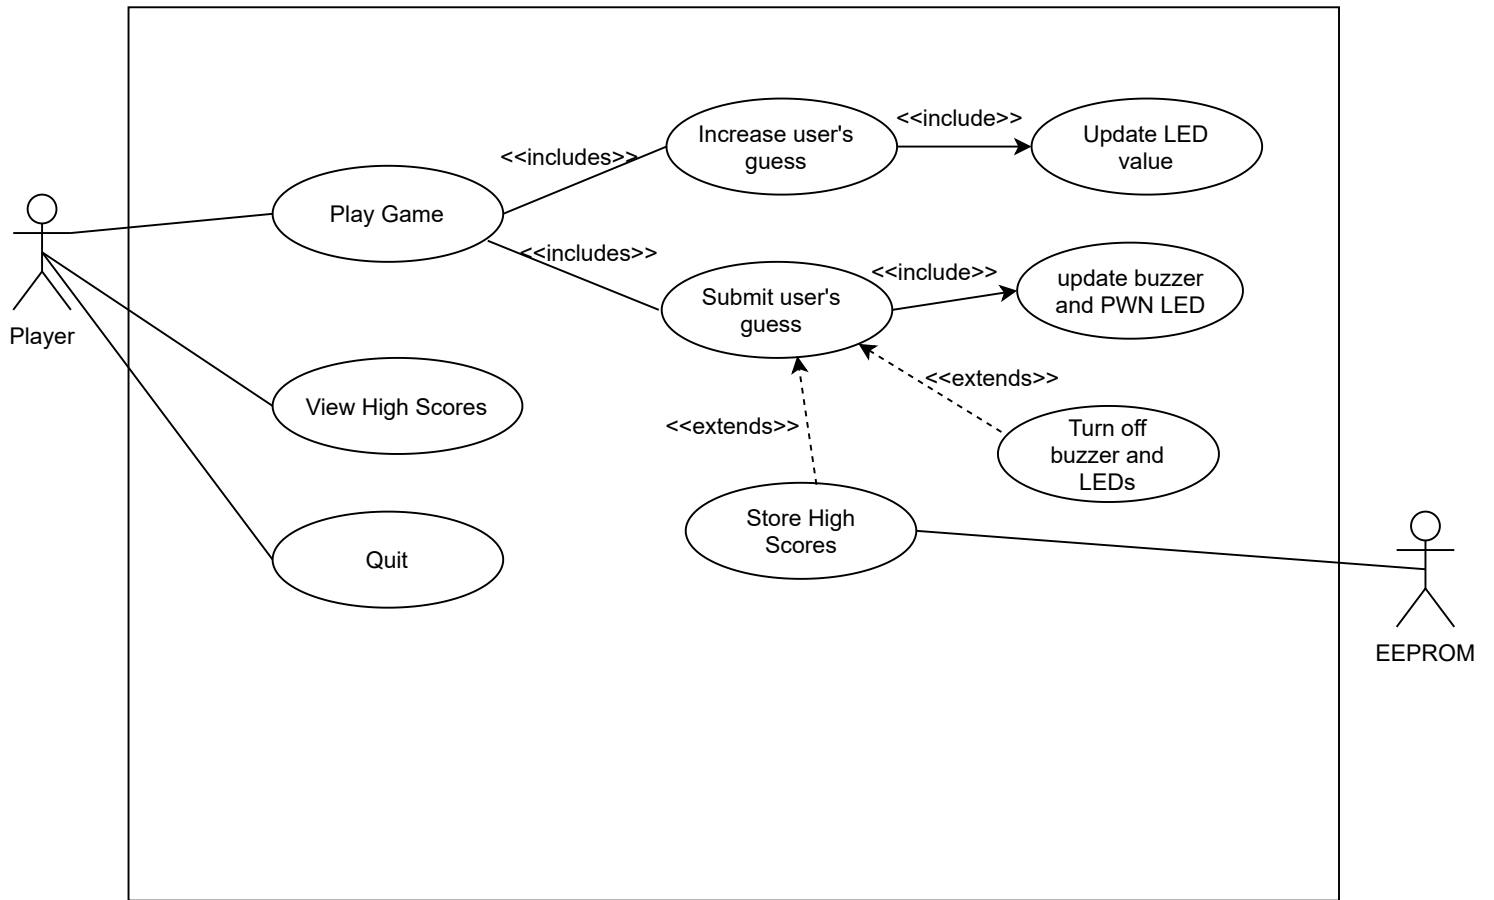 <<include>>
Increase user's
guess
Update LED
value
<<includes>>
Play Game
<<includes>>
<<include>>
Submit user's
guess
update buzzer
and PWN LED
Player
<<extends>>
View High Scores
<<extends>>
Turn off
buzzer and
LEDs
Store High
Scores
Quit
EEPROM